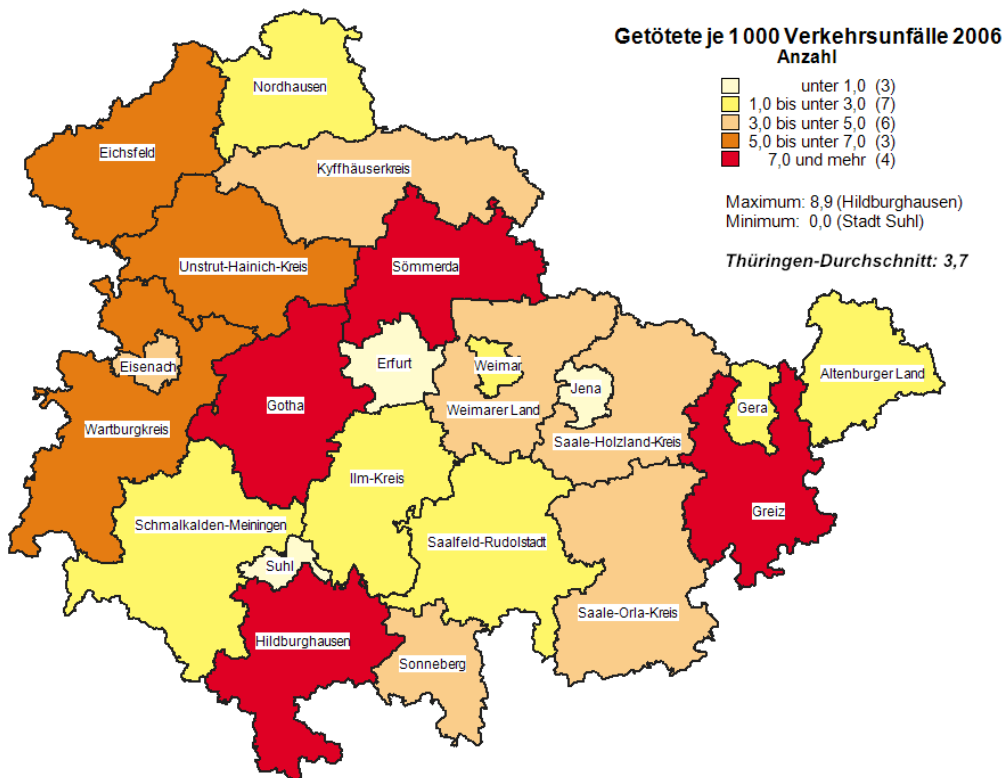 Getötete je 1 000 Verkehrsunfälle 2006
Anzahl
unter 1,0 (3)
1,0 bis unter 3,0 (7)
3,0 bis unter 5,0 (6)
5,0 bis unter 7,0 (3)
7,0 und mehr (4)
Maximum: 8,9 (Hildburghausen)
Minimum: 0,0 (Stadt Suhl)
Thüringen-Durchschnitt: 3,7
Nordhausen
Eichsfeld
Kyffhäuserkreis
Unstrut-Hainich-Kreis
Sömmerda
Eisenach
Erfurt
Weimar
Jena
Altenburger Land
Gotha
Weimarer Land
Gera
Wartburgkreis
Saale-Holzland-Kreis
Ilm-Kreis
Greiz
Schmalkalden-Meiningen
Saalfeld-Rudolstadt
Suhl
Saale-Orla-Kreis
Hildburghausen
Sonneberg